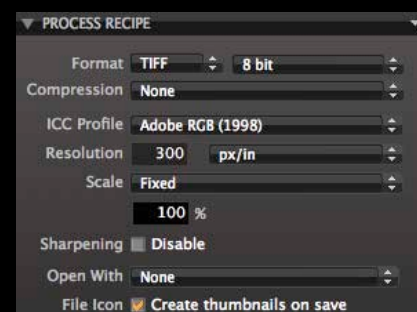 PROCESS RECIPE
Format TIFF 8 bit
Compression None
ICC Profile Adobe RGB (1998)
Resolution 300 px/in
Scale Fixed
100 %
Sharpening Disable
Open With None
File Icon Create thumbnails on save